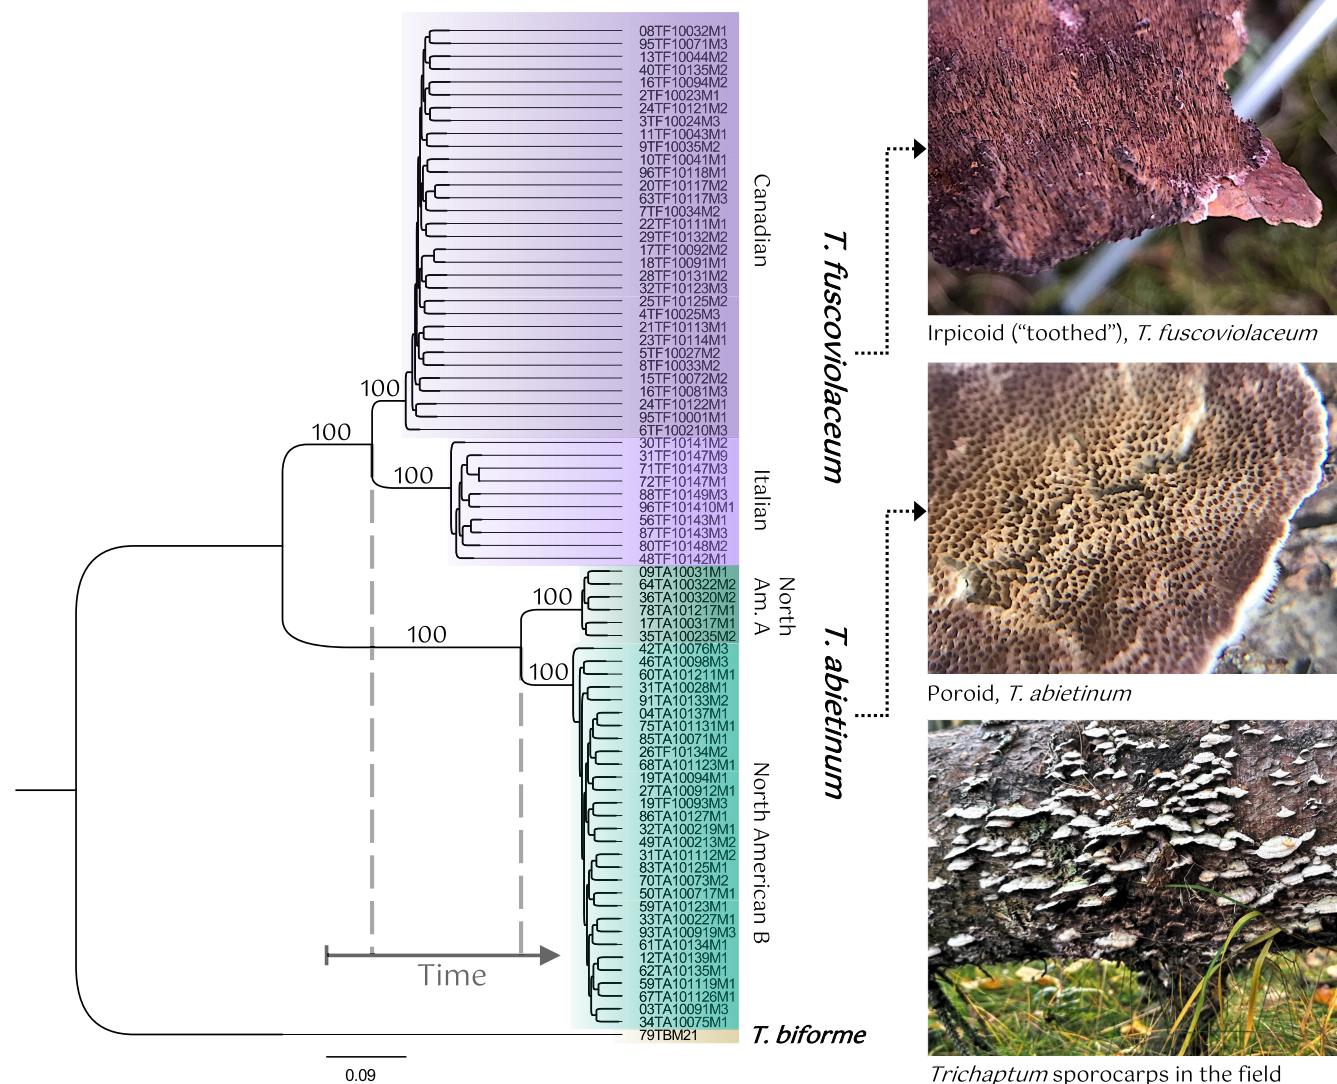 08TF10032M1
95TF10071M3
13TF10044M2
40TF10135M2
16TF10094M2
2TF10023M1
24TF10121M2
3TF10024M3
11TF10043M1
9TF10035M2
10TF10041M1
96TF10118M1
20TF10117M2
63TF10117M3
7TF10034M2
22TF10111M1
29TF10132M2
17TF10092M2
18TF10091M1
28TF10131M2
32TF10123M3
25TF10125M2
4TF10025M3
21TF10113M1
23TF10114M1
5TF10027M2
8TF10033M2
15TF10072M2
16TF10081M3
24TF10122M1
95TF10001M1
6TF100210M3
30TF10141M2
31TF10147M9
71TF10147M3
72TF10147M1
88TF10149M3
96TF101410M1
56TF10143M1
87TF10143M3
80TF10148M2
48TF10142M1
09TA10031M1
64TA100322M2
36TA100320M2
78TA101217M1
17TA100317M1
35TA100235M2
42TA10076M3
46TA10098M3
60TA101211M1
31TA10028M1
91TA10133M2
04TA10137M1
75TA101131M1
85TA10071M1
26TF10134M2
68TA101123M1
19TA10094M1
27TA100912M1
19TF10093M3
86TA10127M1
32TA100219M1
49TA100213M2
31TA101112M2
83TA10125M1
70TA10073M2
50TA100717M1
59TA10123M1
33TA100227M1
93TA100919M3
61TA10134M1
12TA10139M1
62TA10135M1
59TA101119M1
67TA101126M1
03TA10091M3
34TA10075M1
79TBM21
100
100
100
100
100
100
Canadian
Italian
North
Am. A
North American B
T. fuscoviolaceum
T. abietinum
T. biforme
Time
0.09
Irpicoid (“toothed”), T. fuscoviolaceum
Poroid, T. abietinum
Trichaptum sporocarps in the field